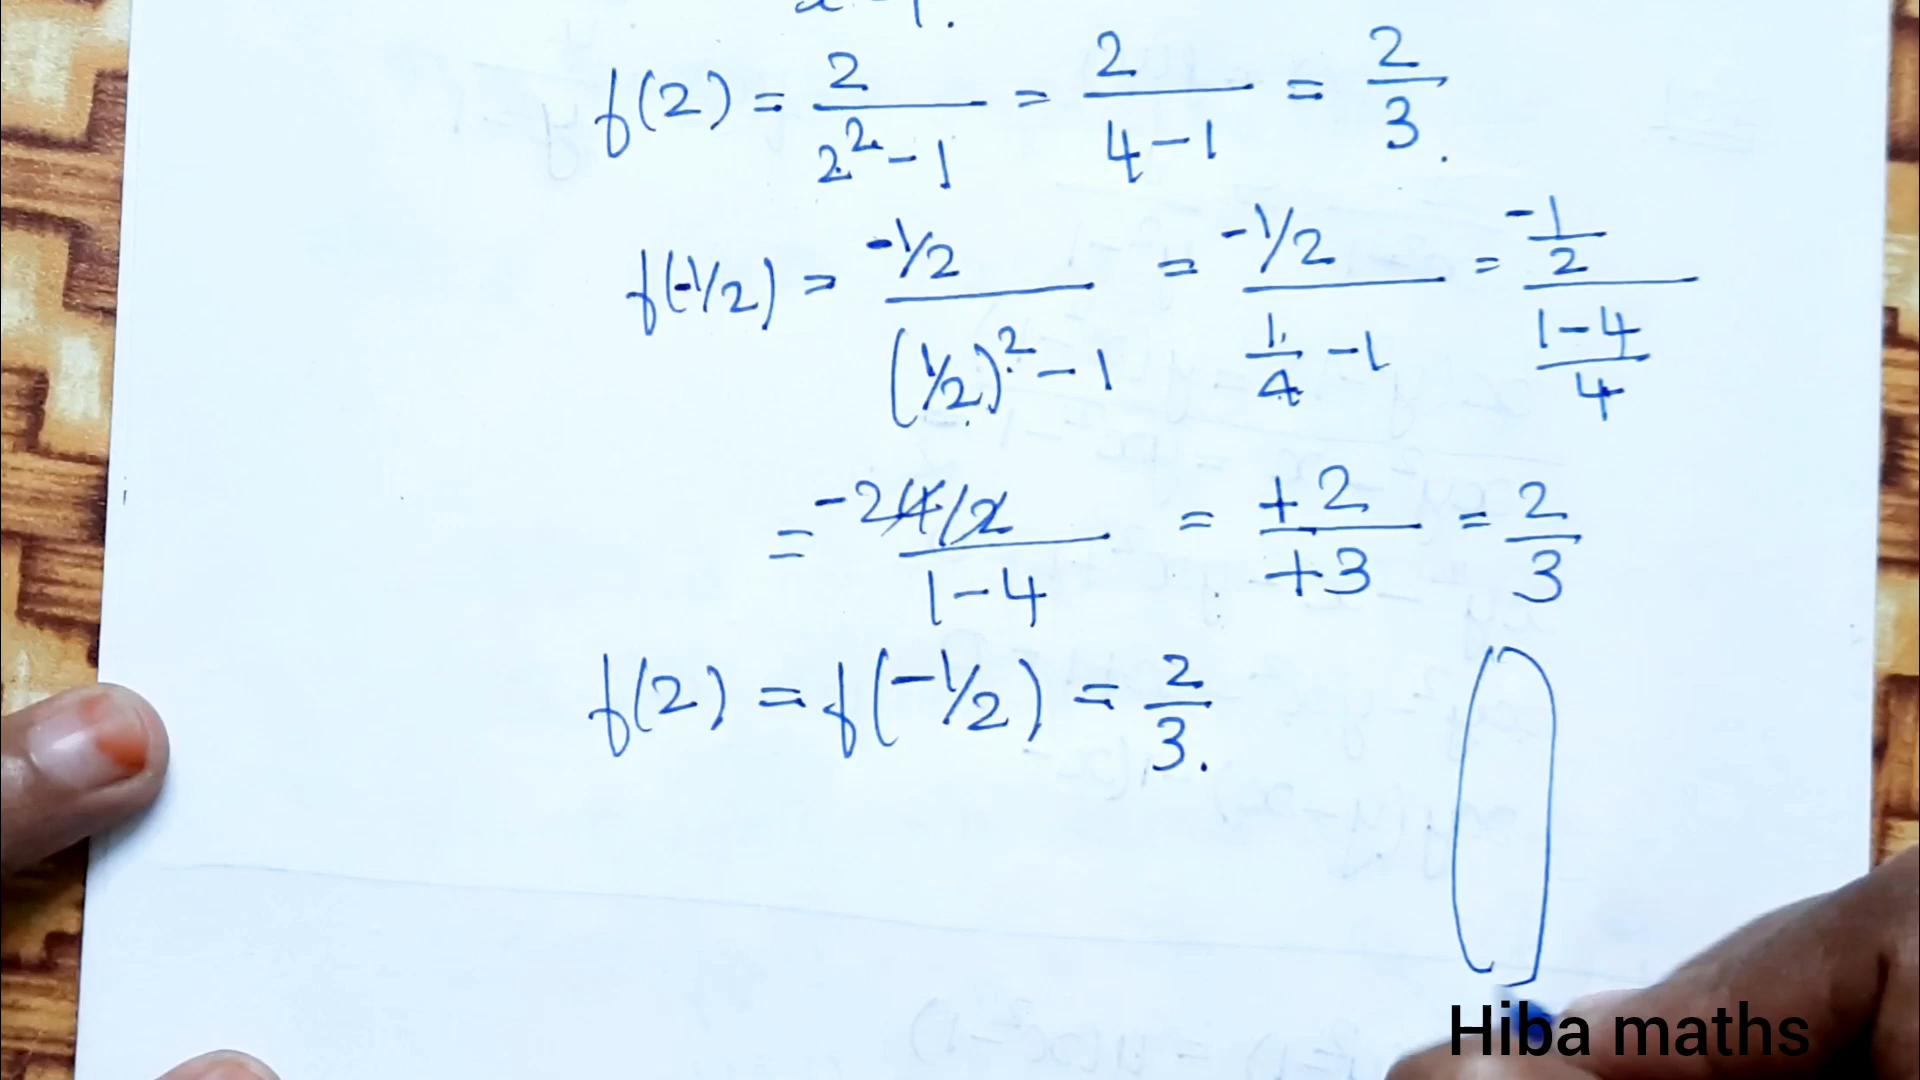 f(2) = 2/(2² - 1) = 2/(4 - 1) = 2/3.
f(-1/2) = (-1/2)/((1/2)² - 1) = (-1/2)/(1/4 - 1) = (-1/2)/((1-4)/4)
= (-2 4/2)/(1-4) = +2/+3 = 2/3
f(2) = f(-1/2) = 2/3.
Hiba maths